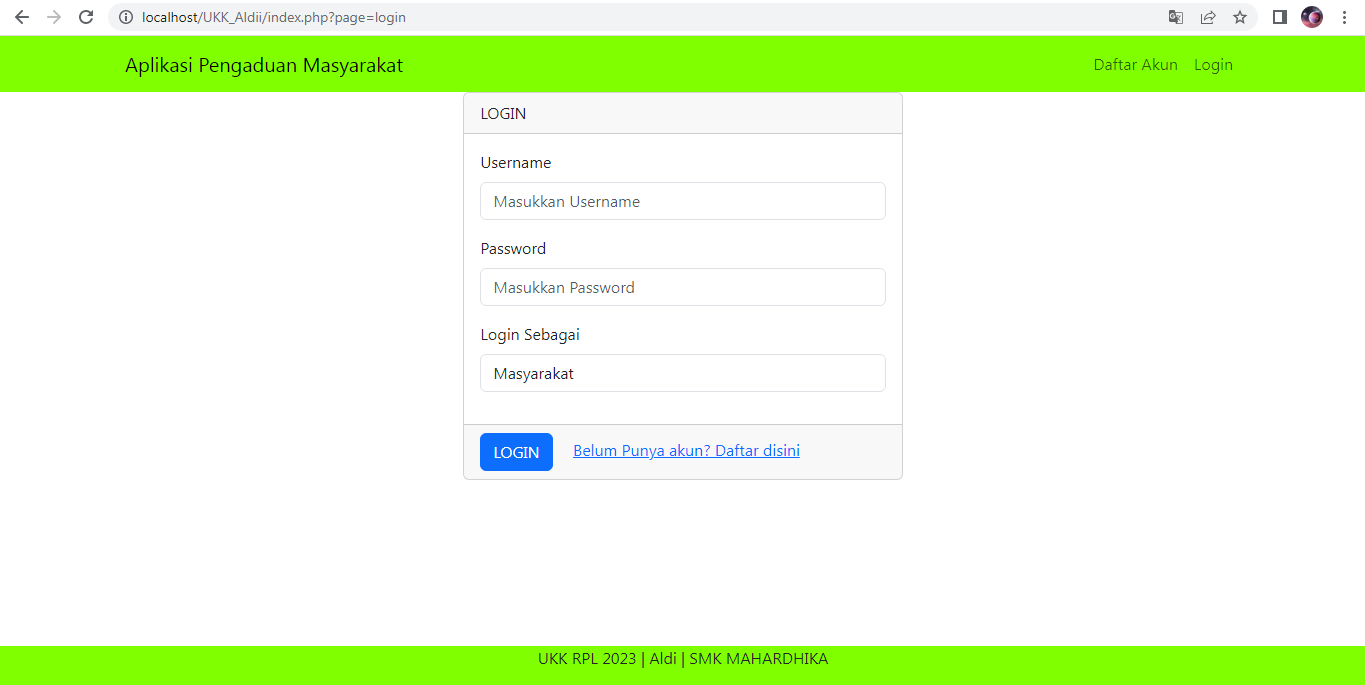 localhost/UKK_Aldii/index.php?page=login
Aplikasi Pengaduan Masyarakat
Daftar Akun
Login
LOGIN
Username
Masukkan Username
Password
Masukkan Password
Login Sebagai
Masyarakat
LOGIN
Belum Punya akun? Daftar disini
UKK RPL 2023 | Aldi | SMK MAHARDHIKA